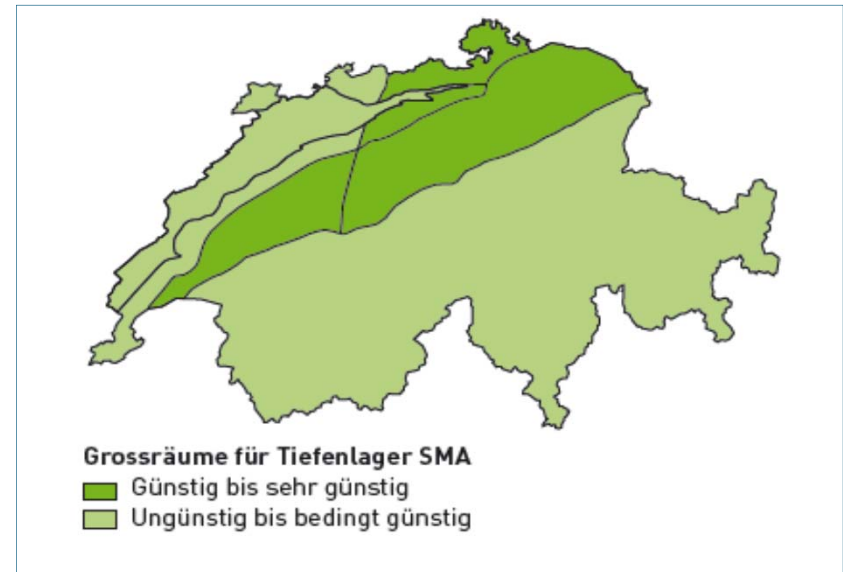 Grossräume für Tiefenlager SMA
Günstig bis sehr günstig
Ungünstig bis bedingt günstig